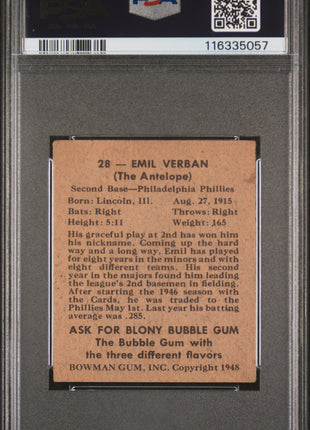 PSA
116335057
28 — EMIL VERBAN
(The Antelope)
Second Base—Philadelphia Phillies
Born: Lincoln, Ill. Aug. 27, 1915
Bats: Right Throws: Right
Height: 5:11 Weight: 165
His graceful play at 2nd has won him
his nickname. Coming up the hard
way and a long way, Emil has played
for eight years in the minors and with
eight different teams. His second
year in the majors found him leading
the league's 2nd basemen in fielding.
After starting the 1946 season with
the Cards, he was traded to the
Phillies May 1st. Last year his batting
average was .285.
ASK FOR BLONY BUBBLE GUM
The Bubble Gum with
the three different flavors
BOWMAN GUM, INC. Copyright 1948